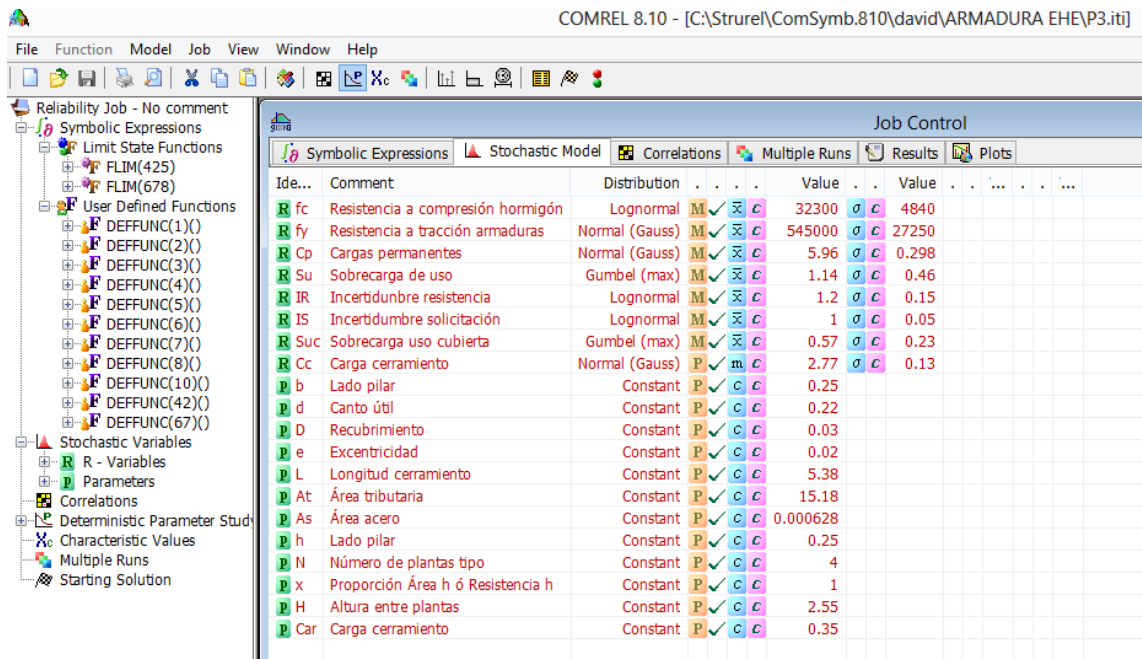 COMREL 8.10 - [C:\Strurel\ComSymb.810\david\ARMADURA EHE\P3.iti]
File Function Model Job View Window Help
Reliability Job - No comment
Symbolic Expressions
Limit State Functions
FLIM(425)
FLIM(678)
User Defined Functions
DEFFUNC(1)()
DEFFUNC(2)()
DEFFUNC(3)()
DEFFUNC(4)()
DEFFUNC(5)()
DEFFUNC(6)()
DEFFUNC(7)()
DEFFUNC(8)()
DEFFUNC(10)()
DEFFUNC(42)()
DEFFUNC(67)()
Stochastic Variables
R R - Variables
P Parameters
Correlations
Deterministic Parameter Study
Xc Characteristic Values
Multiple Runs
Starting Solution
Job Control
Symbolic Expressions Stochastic Model Correlations Multiple Runs Results Plots
Ide... Comment Distribution . . . . Value . . Value . . '... . . '...
R fc Resistencia a compresión hormigón Lognormal M ✓ x̅ c 32300 σ c 4840
R fy Resistencia a tracción armaduras Normal (Gauss) M ✓ x̅ c 545000 σ c 27250
R Cp Cargas permanentes Normal (Gauss) M ✓ x̅ c 5.96 σ c 0.298
R Su Sobrecarga de uso Gumbel (max) M ✓ x̅ c 1.14 σ c 0.46
R IR Incertidunbre resistencia Lognormal M ✓ x̅ c 1.2 σ c 0.15
R IS Incertidumbre solicitación Lognormal M ✓ x̅ c 1 σ c 0.05
R Suc Sobrecarga uso cubierta Gumbel (max) M ✓ x̅ c 0.57 σ c 0.23
R Cc Carga cerramiento Normal (Gauss) P ✓ m c 2.77 σ c 0.13
P b Lado pilar Constant P ✓ c c 0.25
P d Canto útil Constant P ✓ c c 0.22
P D Recubrimiento Constant P ✓ c c 0.03
P e Excentricidad Constant P ✓ c c 0.02
P L Longitud cerramiento Constant P ✓ c c 5.38
P At Área tributaria Constant P ✓ c c 15.18
P As Área acero Constant P ✓ c c 0.000628
P h Lado pilar Constant P ✓ c c 0.25
P N Número de plantas tipo Constant P ✓ c c 4
P x Proporción Área h ó Resistencia h Constant P ✓ c c 1
P H Altura entre plantas Constant P ✓ c c 2.55
P Car Carga cerramiento Constant P ✓ c c 0.35